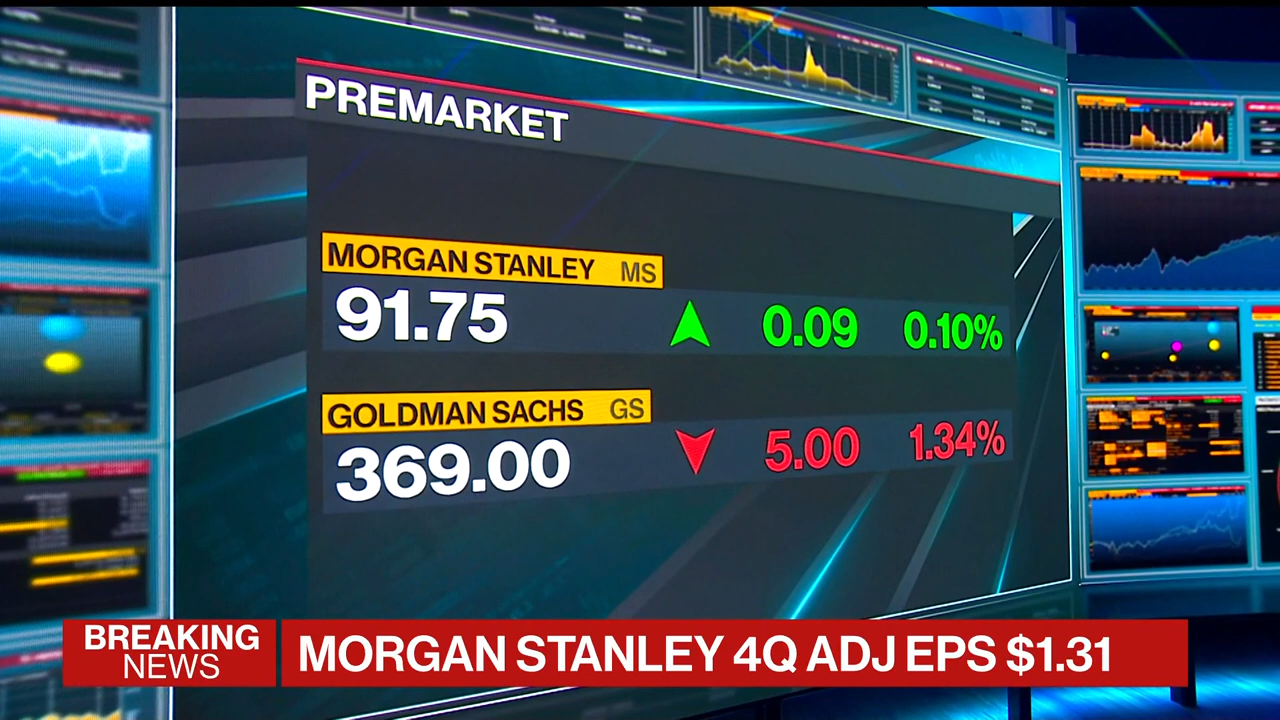 PREMARKET
MORGAN STANLEY MS
91.75 0.09 0.10%
GOLDMAN SACHS GS
369.00 5.00 1.34%
BREAKING NEWS
MORGAN STANLEY 4Q ADJ EPS $1.31